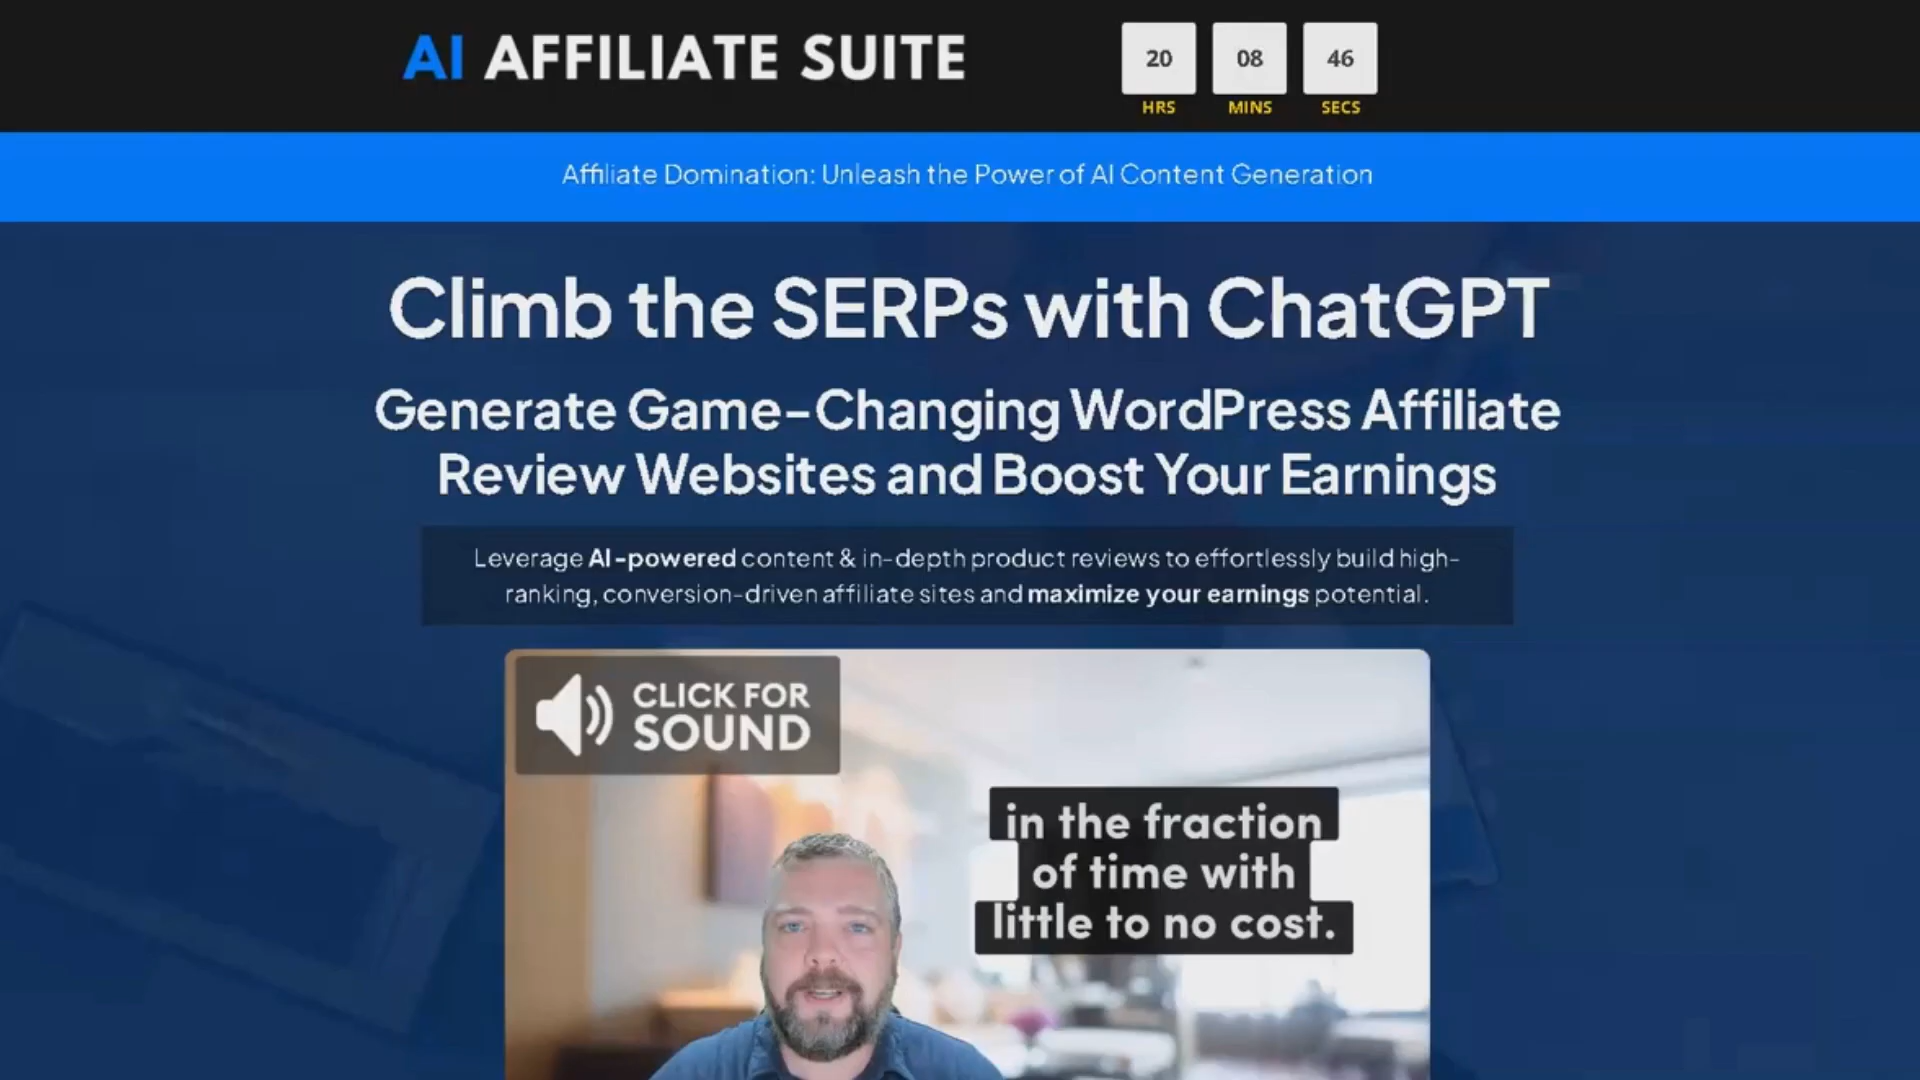 AI AFFILIATE SUITE
20 08 46
HRS MINS SECS
Affiliate Domination: Unleash the Power of AI Content Generation
Climb the SERPs with ChatGPT
Generate Game-Changing WordPress Affiliate
Review Websites and Boost Your Earnings
Leverage AI-powered content & in-depth product reviews to effortlessly build high-
ranking, conversion-driven affiliate sites and maximize your earnings potential.
CLICK FOR
SOUND
in the fraction
of time with
little to no cost.